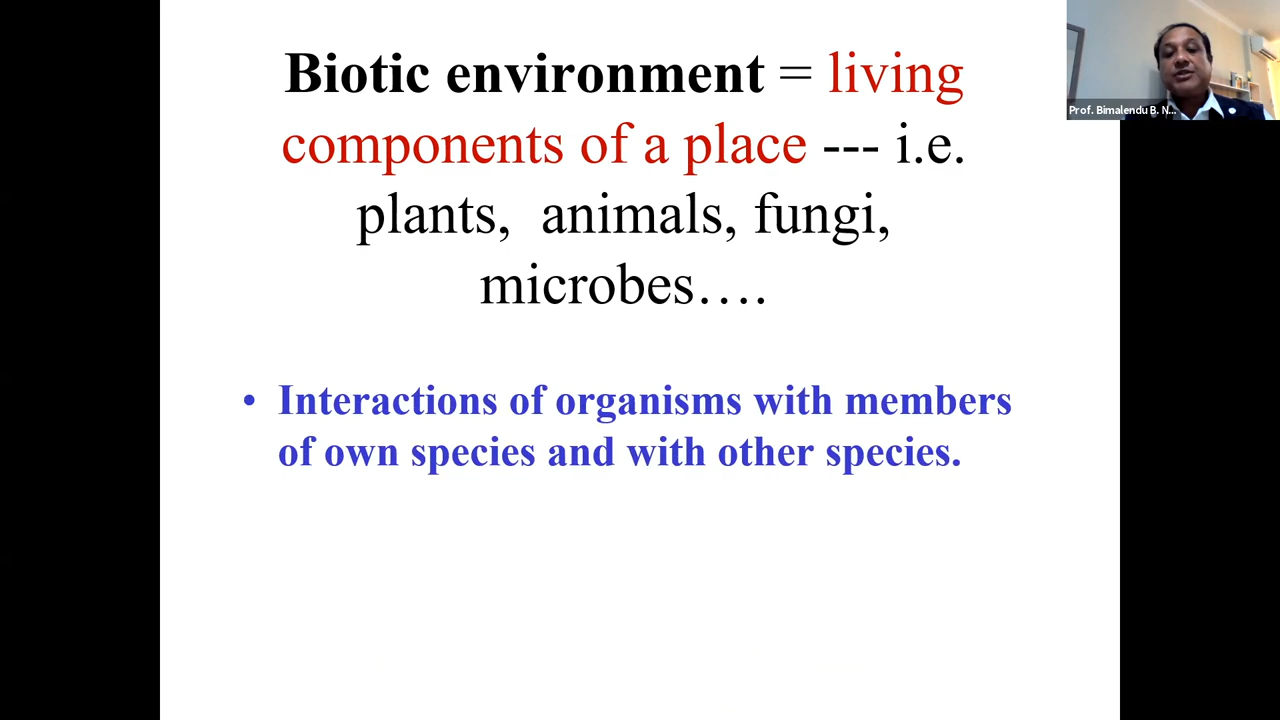 Biotic environment = living
components of a place --- i.e.
plants, animals, fungi,
microbes….
• Interactions of organisms with members
of own species and with other species.
Prof. Bimalendu B. N...